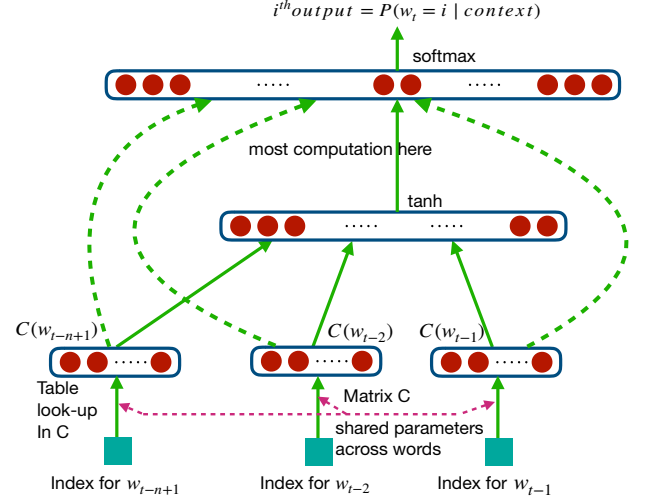 i^{th} output = P(w_t = i | context)
softmax
..... .....
most computation here
tanh
..... .....
C(w_{t-n+1}) C(w_{t-2}) C(w_{t-1})
..... ..... .....
Table
look-up
In C
Matrix C
shared parameters
across words
Index for w_{t-n+1} Index for w_{t-2} Index for w_{t-1}